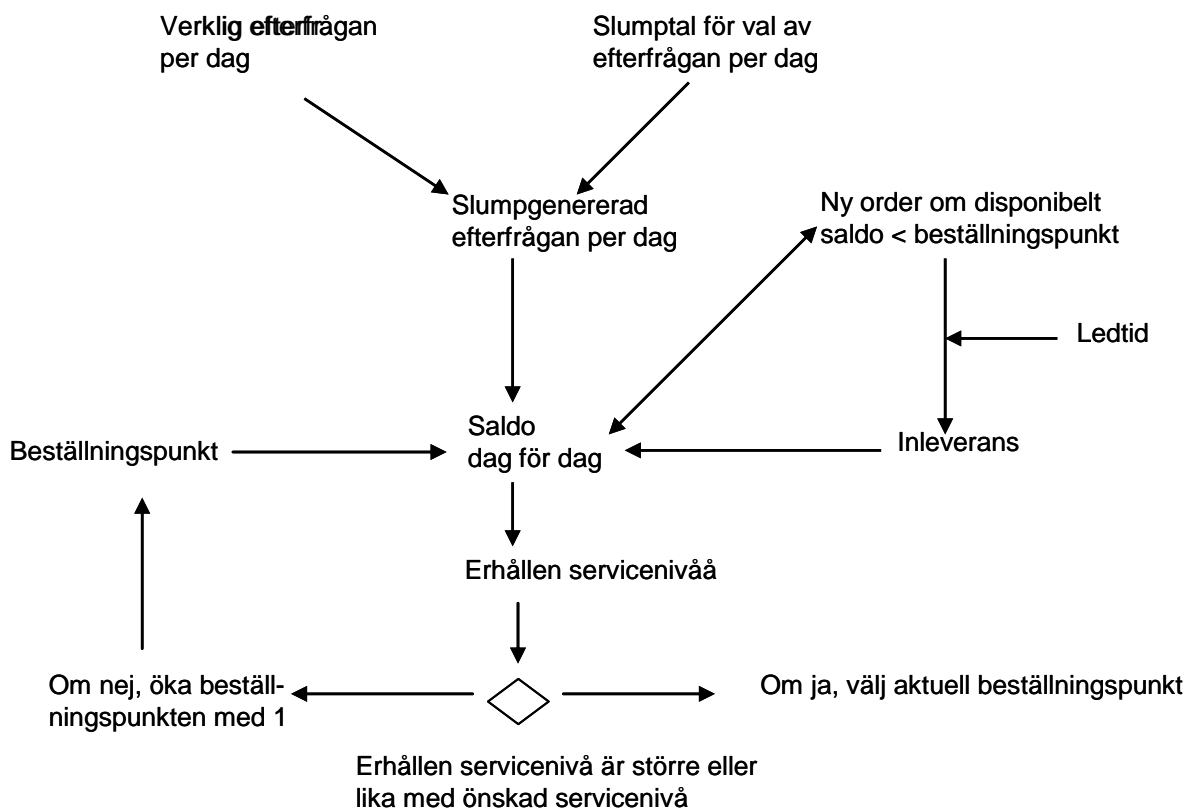 Verklig efterfrågan
per dag
Slumptal för val av
efterfrågan per dag
Slumpgenererad
efterfrågan per dag
Ny order om disponibelt
saldo < beställningspunkt
Ledtid
Beställningspunkt
Saldo
dag för dag
Inleverans
Erhållen servicenivåå
Om nej, öka beställ-
ningspunkten med 1
Om ja, välj aktuell beställningspunkt
Erhållen servicenivå är större eller
lika med önskad servicenivå